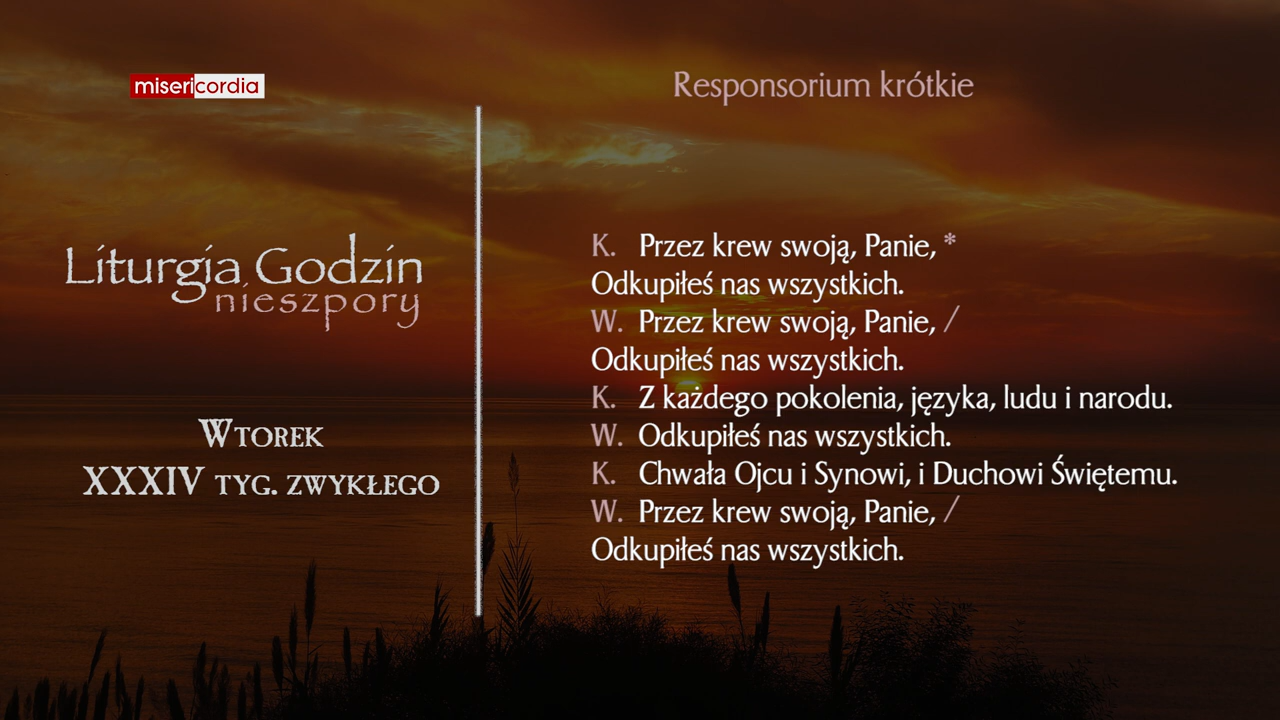 misericordia
Responsorium krótkie
Liturgia Godzin
nieszpory
Wtorek
XXXIV tyg. zwykłego
K. Przez krew swoją, Panie, *
Odkupiłeś nas wszystkich.
W. Przez krew swoją, Panie, /
Odkupiłeś nas wszystkich.
K. Z każdego pokolenia, języka, ludu i narodu.
W. Odkupiłeś nas wszystkich.
K. Chwała Ojcu i Synowi, i Duchowi Świętemu.
W. Przez krew swoją, Panie, /
Odkupiłeś nas wszystkich.